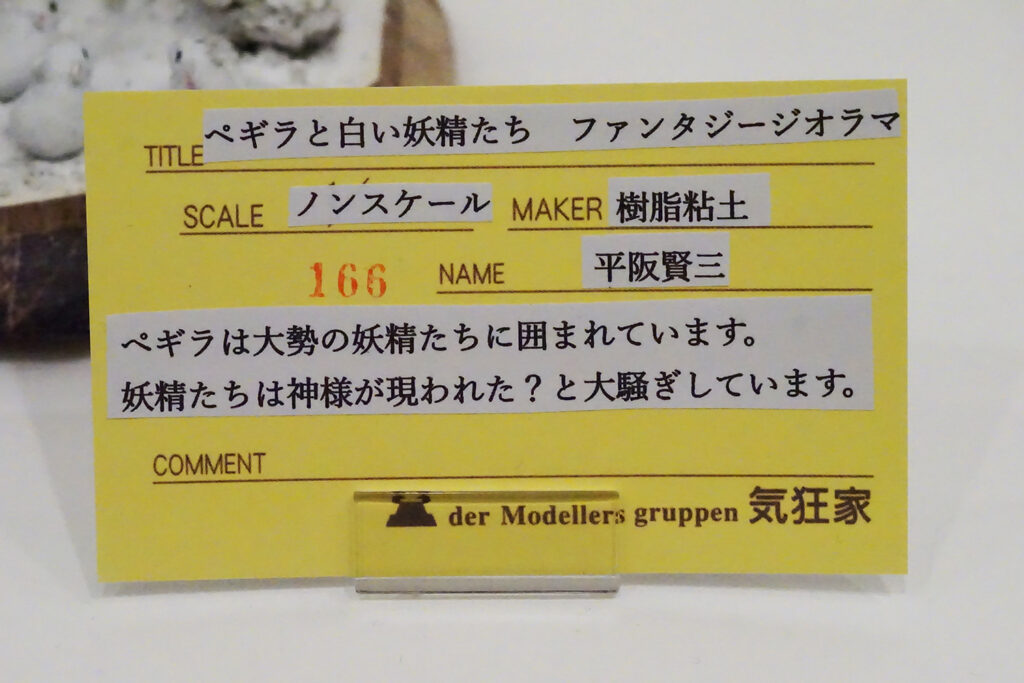 TITLE ペギラと白い妖精たち　ファンタジージオラマ
SCALE ノンスケール MAKER 樹脂粘土
166 NAME 平阪賢三
ペギラは大勢の妖精たちに囲まれています。
妖精たちは神様が現われた？と大騒ぎしています。
COMMENT
der Modellers gruppen 気狂家